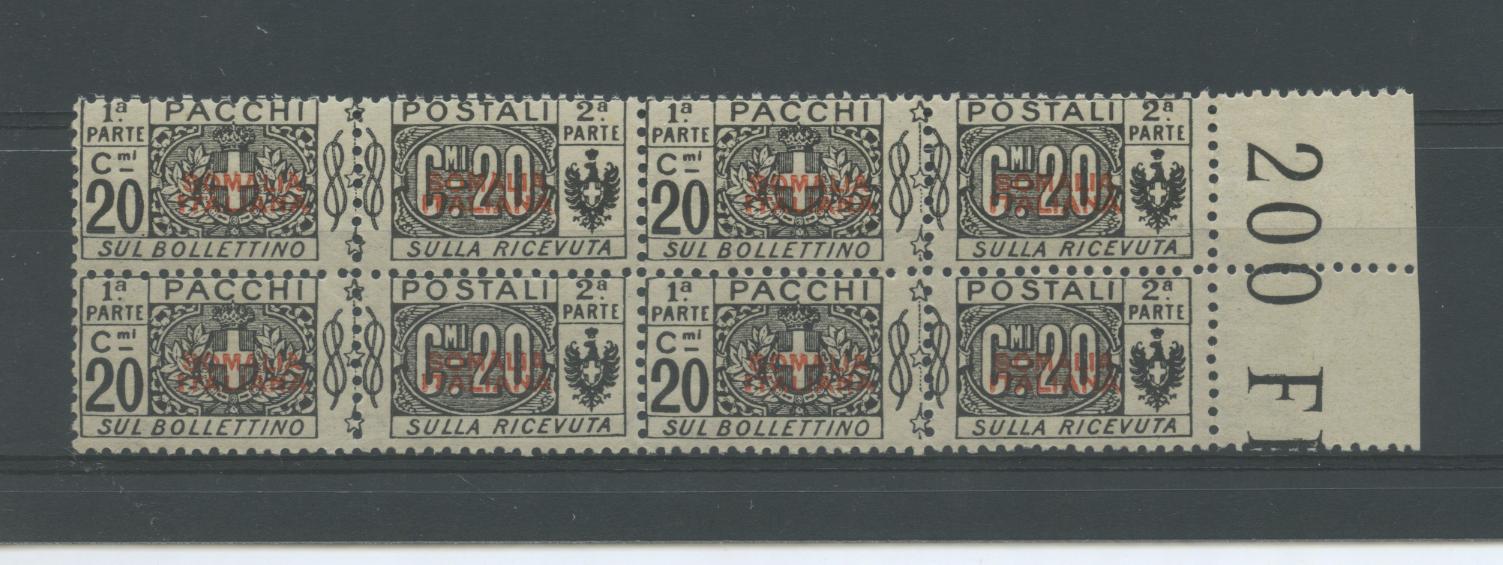 1ª PARTE PACCHI POSTALI 2ª PARTE 1ª PARTE PACCHI POSTALI 2ª PARTE
Cmi 20 SOMALIA ITALIANA CMI 20 SOMALIA ITALIANA Cmi 20 SOMALIA ITALIANA CMI 20 SOMALIA ITALIANA
SUL BOLLETTINO SULLA RICEVUTA SUL BOLLETTINO SULLA RICEVUTA
1ª PARTE PACCHI POSTALI 2ª PARTE 1ª PARTE PACCHI POSTALI 2ª PARTE
Cmi 20 SOMALIA ITALIANA CMI 20 SOMALIA ITALIANA Cmi 20 SOMALIA ITALIANA CMI 20 SOMALIA ITALIANA
SUL BOLLETTINO SULLA RICEVUTA SUL BOLLETTINO SULLA RICEVUTA
200 F